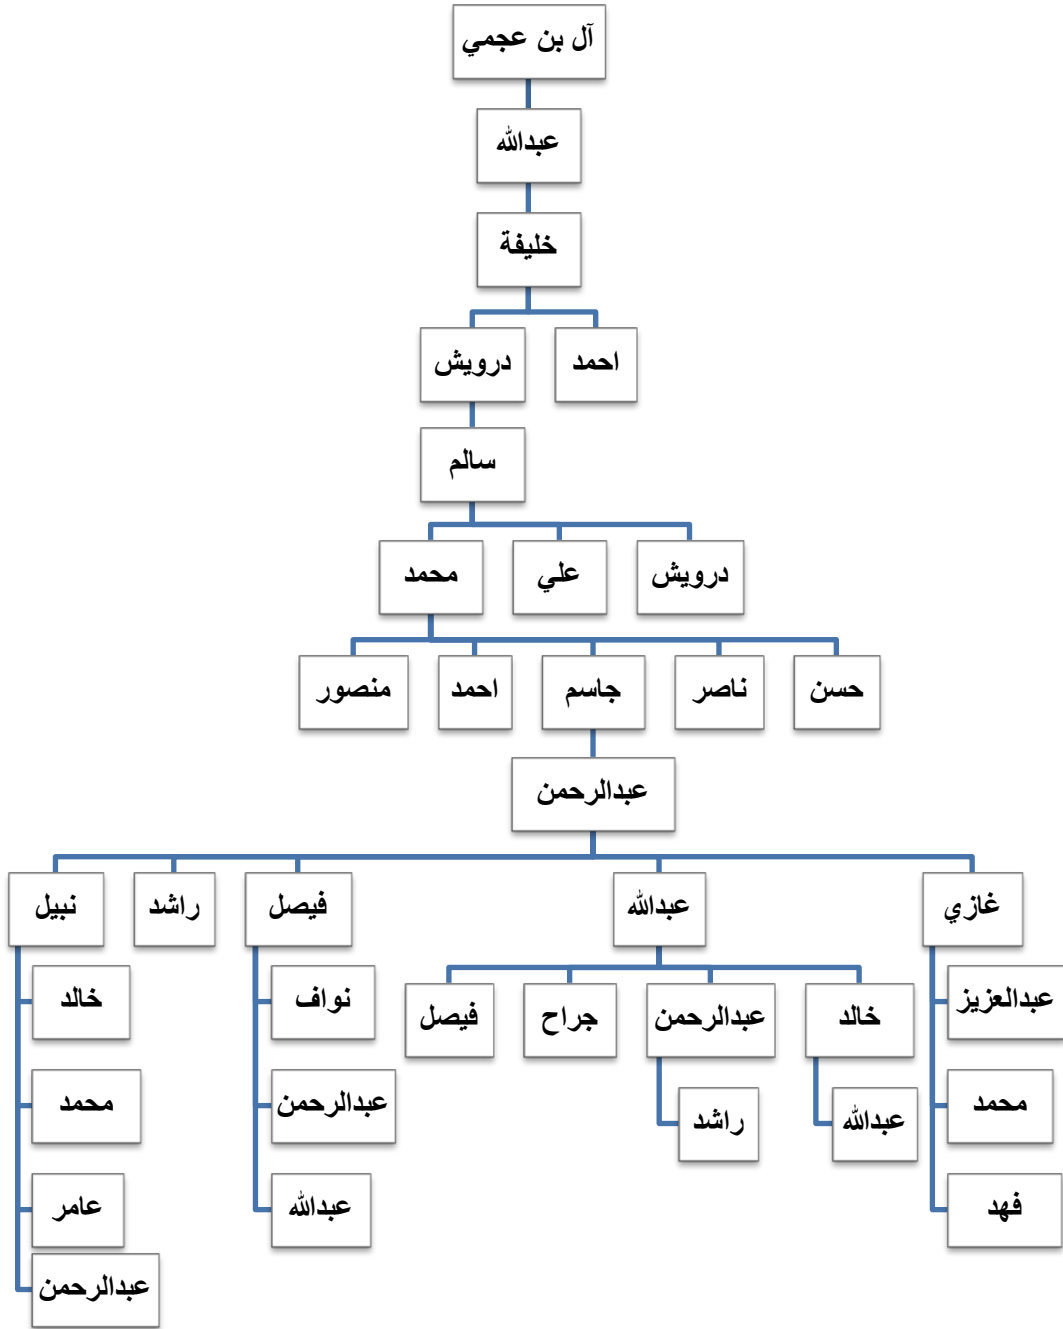 آل بن عجمي
عبدالله
خليفة
احمد
درويش
سالم
درويش
علي
محمد
حسن
ناصر
جاسم
احمد
منصور
عبدالرحمن
غازي
عبدالله
فيصل
راشد
نبيل
عبدالعزيز
خالد
عبدالرحمن
جراح
فيصل
نواف
خالد
محمد
عبدالله
راشد
عبدالرحمن
محمد
فهد
عبدالله
عامر
عبدالرحمن